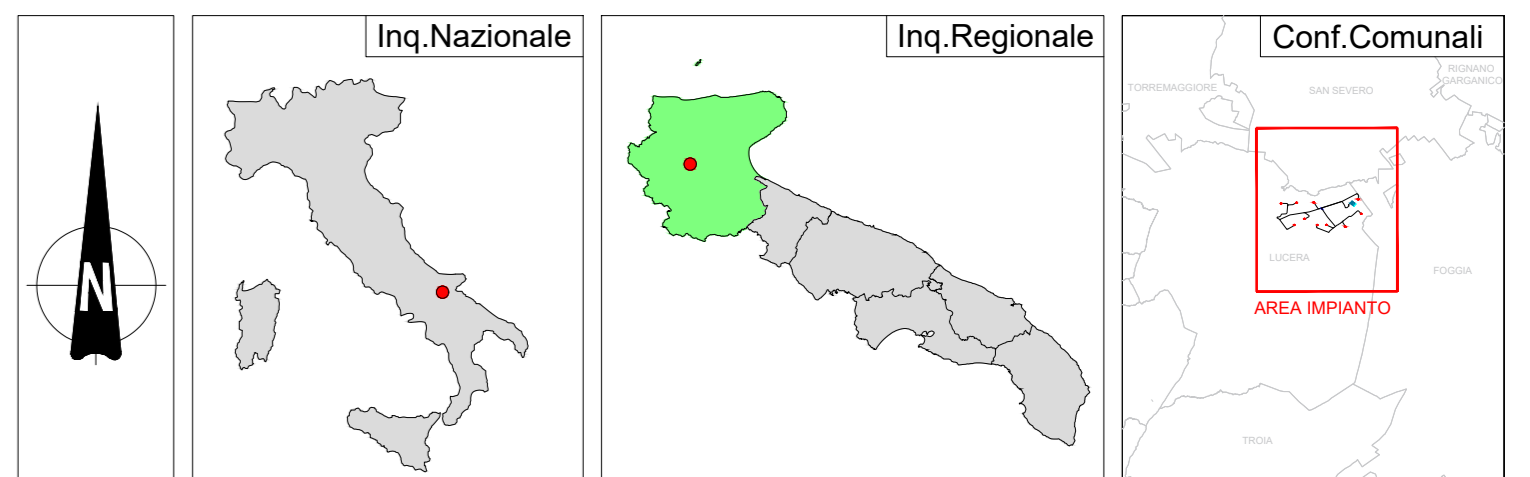 Inq.Nazionale
Inq.Regionale
Conf.Comunali
N
RIGNANO
GARGANICO
TORREMAGGIORE
SAN SEVERO
LUCERA
FOGGIA
AREA IMPIANTO
TROIA